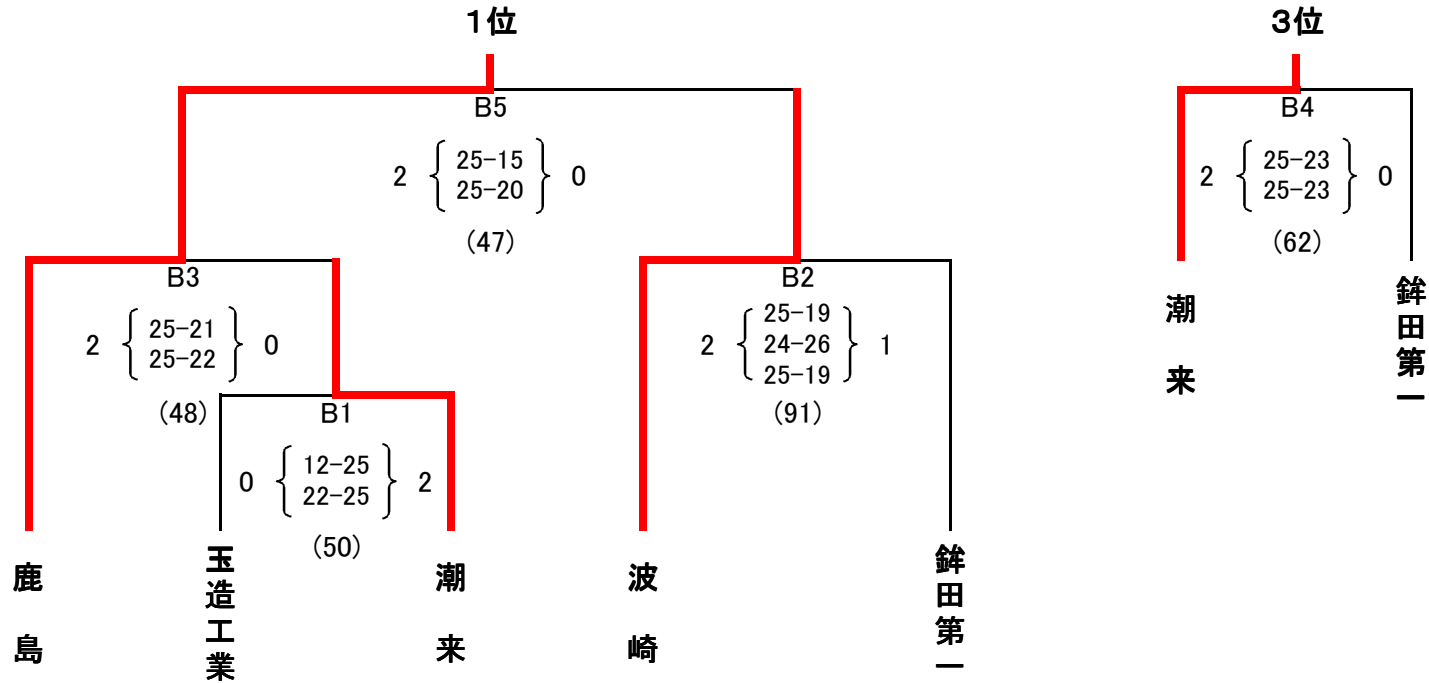 1位
B5
2 { 25-15 } 0
25-20
(47)
B3
2 { 25-21 } 0
25-22
(48)
B1
0 { 12-25 } 2
22-25
(50)
B2
25-19
2 { 24-26 } 1
25-19
(91)
鹿島
玉造工業
潮来
波崎
鉾田第一
3位
B4
2 { 25-23 } 0
25-23
(62)
潮来
鉾田第一